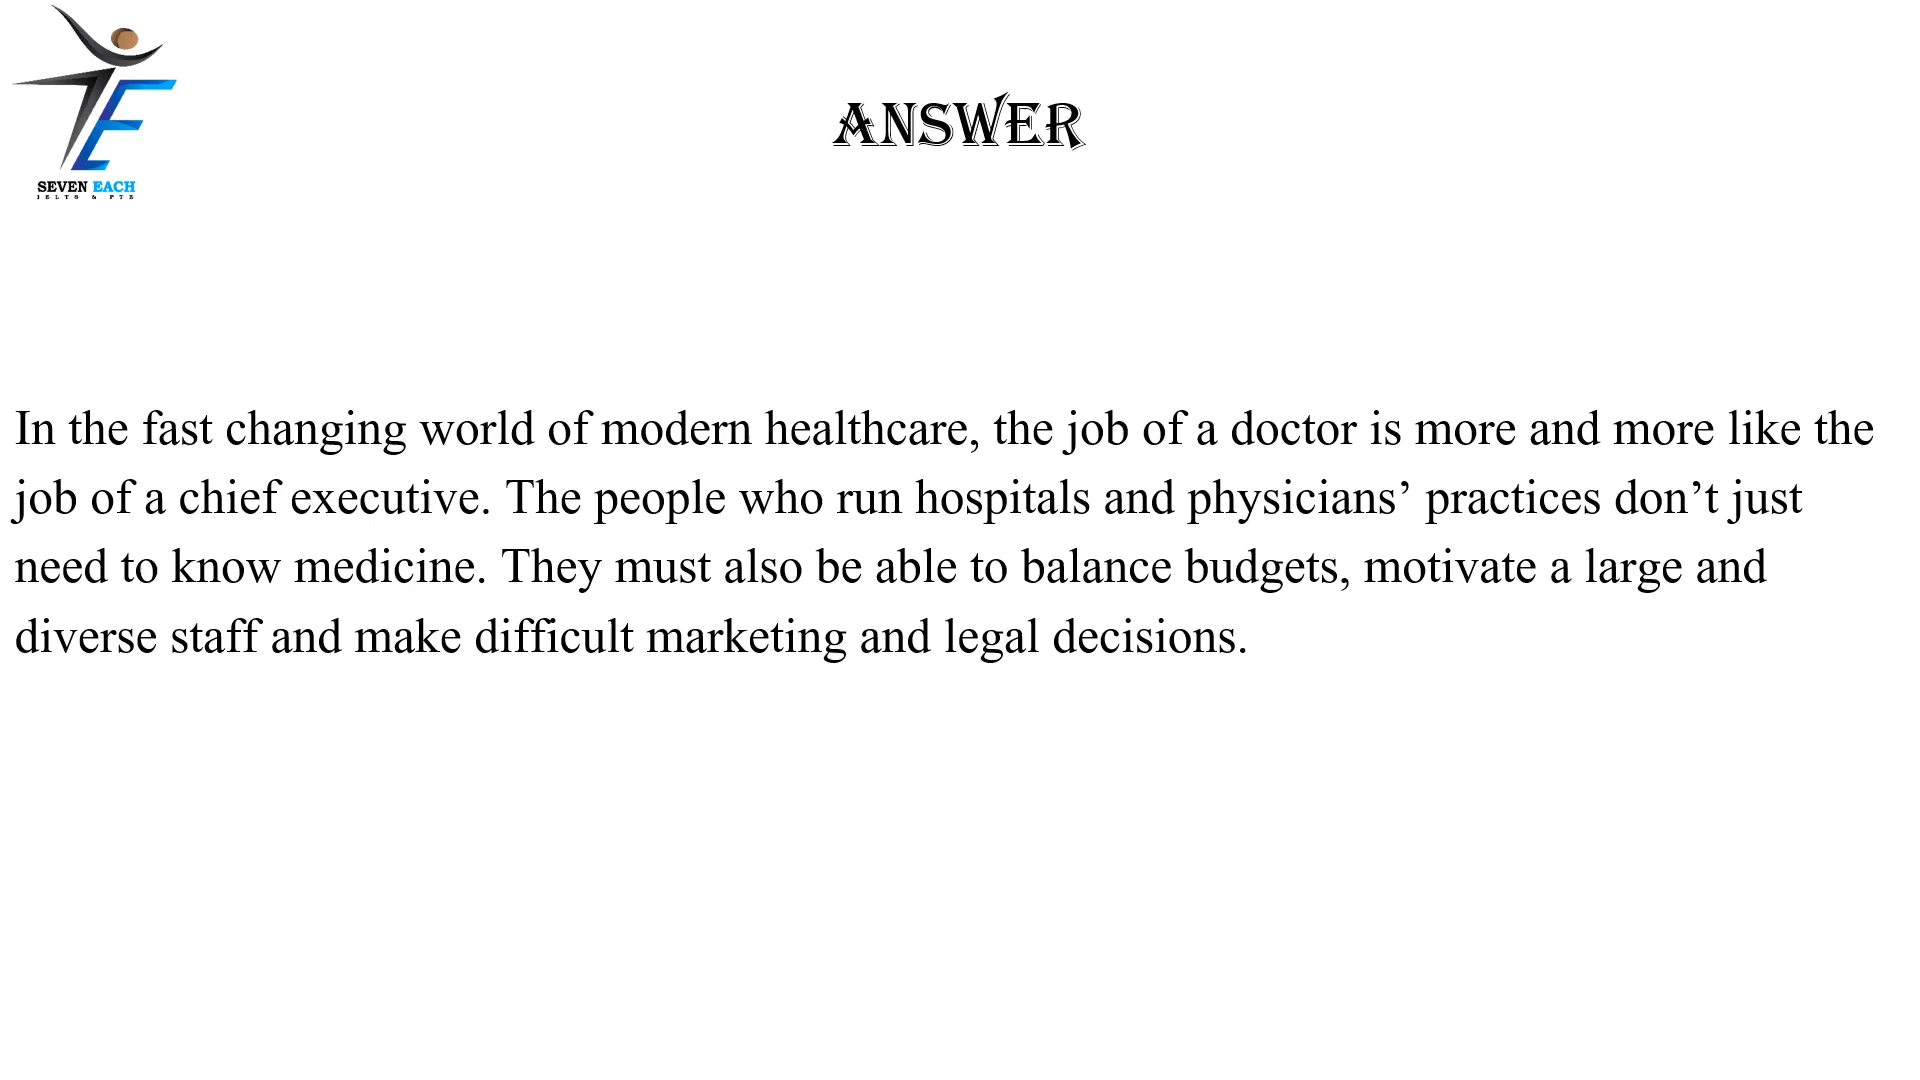 SEVEN EACH
IELTS & PTE
ANSWER
In the fast changing world of modern healthcare, the job of a doctor is more and more like the
job of a chief executive. The people who run hospitals and physicians’ practices don’t just
need to know medicine. They must also be able to balance budgets, motivate a large and
diverse staff and make difficult marketing and legal decisions.